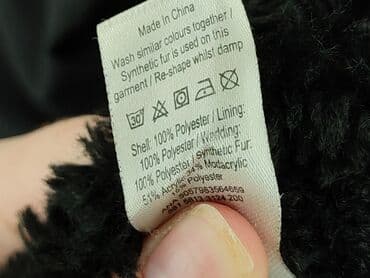 Made in China
Wash similar colours together /
Synthetic fur is used on this
garment / Re-shape whilst damp
30
Shell: 100% Polyester / Lining:
100% Polyester / Wadding:
100% Polyester / Synthetic Fur:
51% Acrylic Modacrylic
Polyester